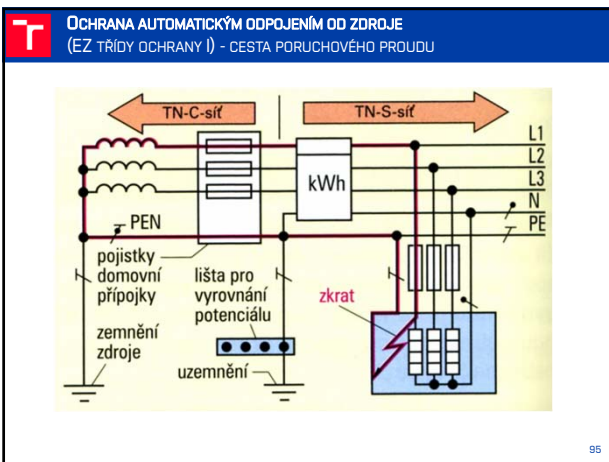 OCHRANA AUTOMATICKÝM ODPOJENÍM OD ZDROJE
(EZ TŘÍDY OCHRANY I) - CESTA PORUCHOVÉHO PROUDU
TN-C-síť
TN-S-síť
L1
L2
L3
N
PE
kWh
PEN
pojistky
domovní
přípojky
lišta pro
vyrovnání
potenciálu
zkrat
zemnění
zdroje
uzemnění
95